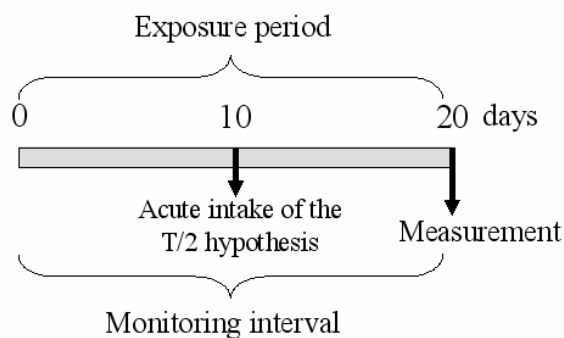 Exposure period
0 10 20 days
Acute intake of the
T/2 hypothesis
Measurement
Monitoring interval